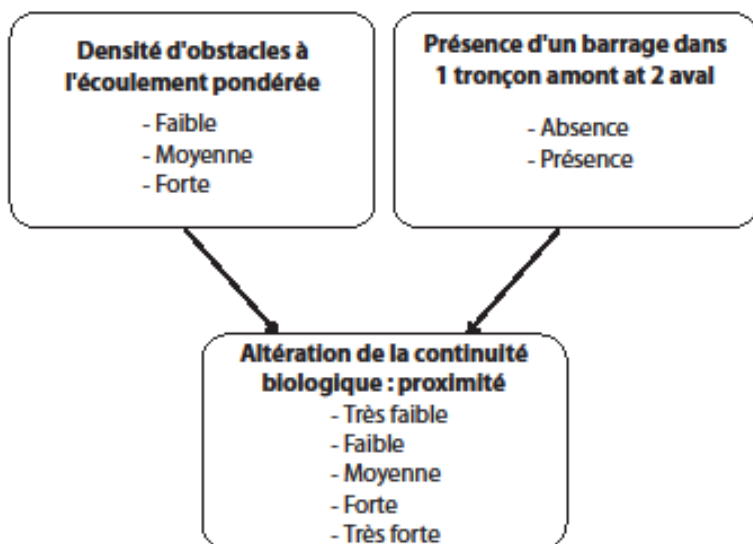 Densité d'obstacles à
l'écoulement pondérée
- Faible
- Moyenne
- Forte
Présence d'un barrage dans
1 tronçon amont at 2 aval
- Absence
- Présence
Altération de la continuité
biologique : proximité
- Très faible
- Faible
- Moyenne
- Forte
- Très forte